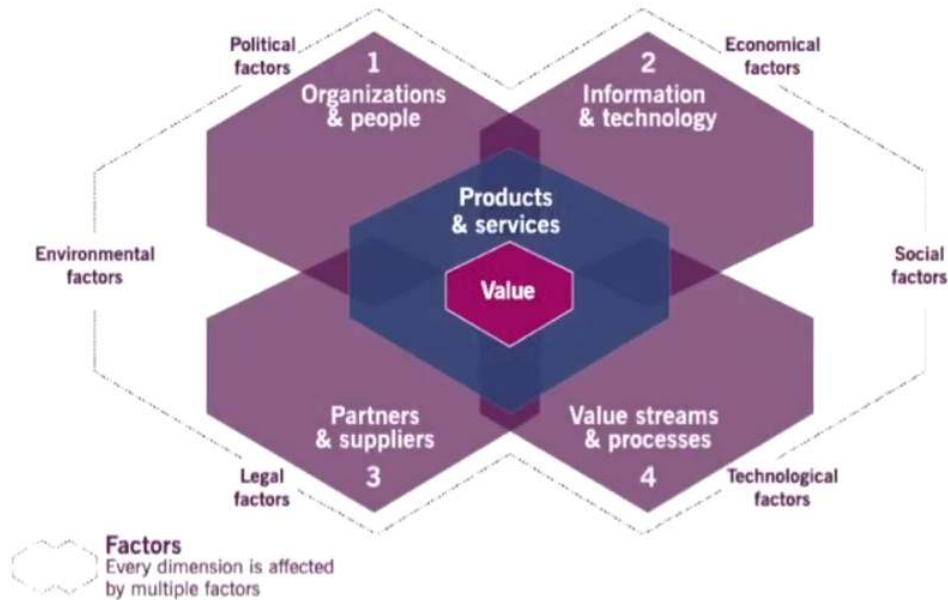 Political
factors
1
Organizations
& people
2
Information
& technology
Economical
factors
Products
& services
Environmental
factors
Value
Social
factors
Partners
& suppliers
3
Value streams
& processes
4
Legal
factors
Technological
factors
Factors
Every dimension is affected
by multiple factors